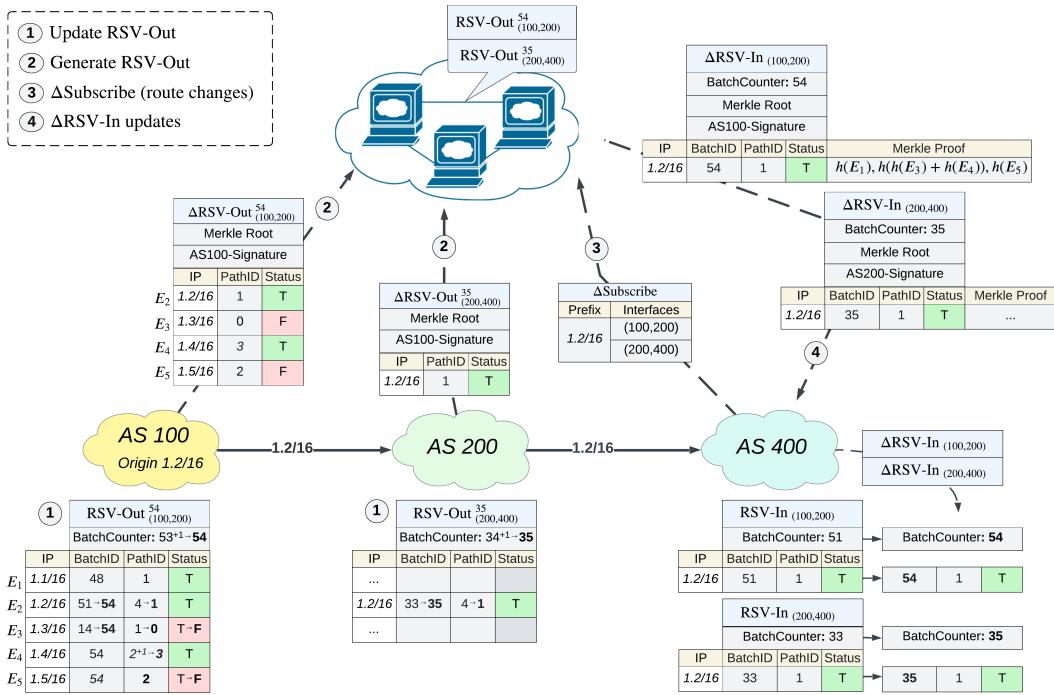 1 Update RSV-Out
2 Generate RSV-Out
3 ΔSubscribe (route changes)
4 ΔRSV-In updates
RSV-Out 54 (100,200)
RSV-Out 35 (200,400)
ΔRSV-In (100,200)
BatchCounter: 54
Merkle Root
AS100-Signature
IP BatchID PathID Status Merkle Proof
1.2/16 54 1 T h(E1), h(h(E3) + h(E4)), h(E5)
ΔRSV-In (200,400)
BatchCounter: 35
Merkle Root
AS200-Signature
IP BatchID PathID Status Merkle Proof
1.2/16 35 1 T ...
2
ΔRSV-Out 54 (100,200)
Merkle Root
AS100-Signature
IP PathID Status
E2 1.2/16 1 T
E3 1.3/16 0 F
E4 1.4/16 3 T
E5 1.5/16 2 F
2
ΔRSV-Out 35 (200,400)
Merkle Root
AS100-Signature
IP PathID Status
1.2/16 1 T
3
ΔSubscribe
Prefix Interfaces
1.2/16 (100,200)
(200,400)
4
AS 100
Origin 1.2/16
1.2/16
AS 200
1.2/16
AS 400
ΔRSV-In (100,200)
ΔRSV-In (200,400)
1
RSV-Out 54 (100,200)
BatchCounter: 53+1→54
IP BatchID PathID Status
E1 1.1/16 48 1 T
E2 1.2/16 51→54 4→1 T
E3 1.3/16 14→54 1→0 T→F
E4 1.4/16 54 2+1→3 T
E5 1.5/16 54 2 T→F
1
RSV-Out 35 (200,400)
BatchCounter: 34+1→35
IP BatchID PathID Status
...
1.2/16 33→35 4→1 T
...
RSV-In (100,200)
BatchCounter: 51
BatchCounter: 54
IP BatchID PathID Status
1.2/16 51 1 T
54 1 T
RSV-In (200,400)
BatchCounter: 33
BatchCounter: 35
IP BatchID PathID Status
1.2/16 33 1 T
35 1 T